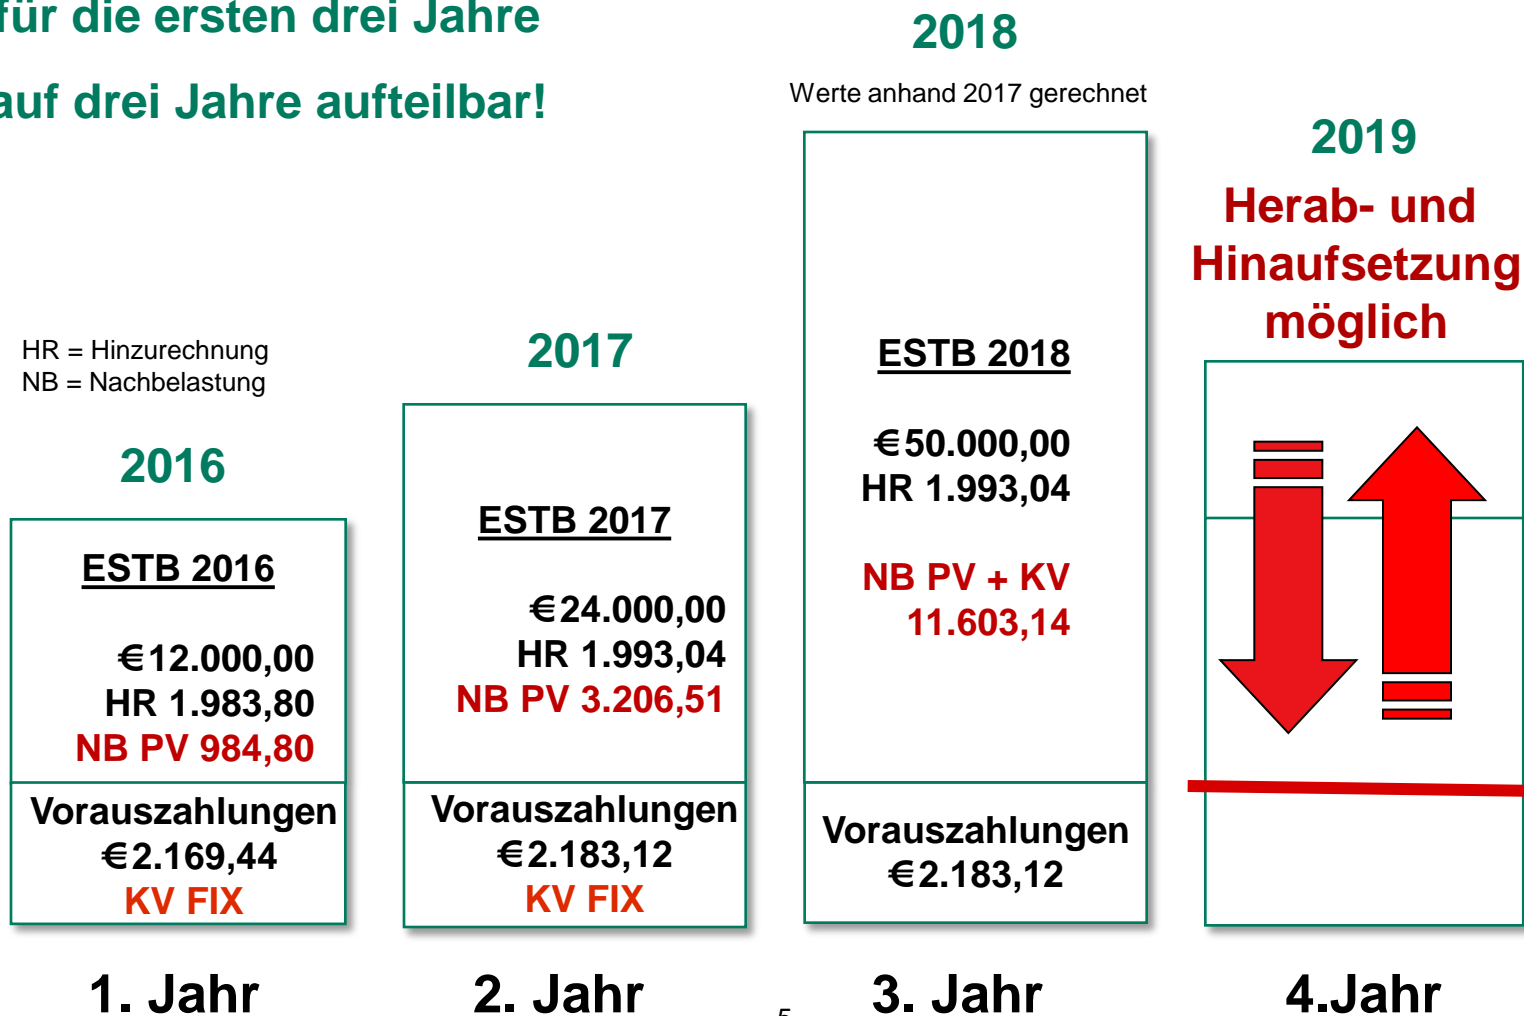 für die ersten drei Jahre
auf drei Jahre aufteilbar!
HR = Hinzurechnung
NB = Nachbelastung
2016
ESTB 2016
€12.000,00
HR 1.983,80
NB PV 984,80
Vorauszahlungen
€2.169,44
KV FIX
1. Jahr
2017
ESTB 2017
€24.000,00
HR 1.993,04
NB PV 3.206,51
Vorauszahlungen
€2.183,12
KV FIX
2. Jahr
2018
Werte anhand 2017 gerechnet
ESTB 2018
€50.000,00
HR 1.993,04
NB PV + KV
11.603,14
Vorauszahlungen
€2.183,12
3. Jahr
2019
Herab- und
Hinaufsetzung
möglich
4.Jahr